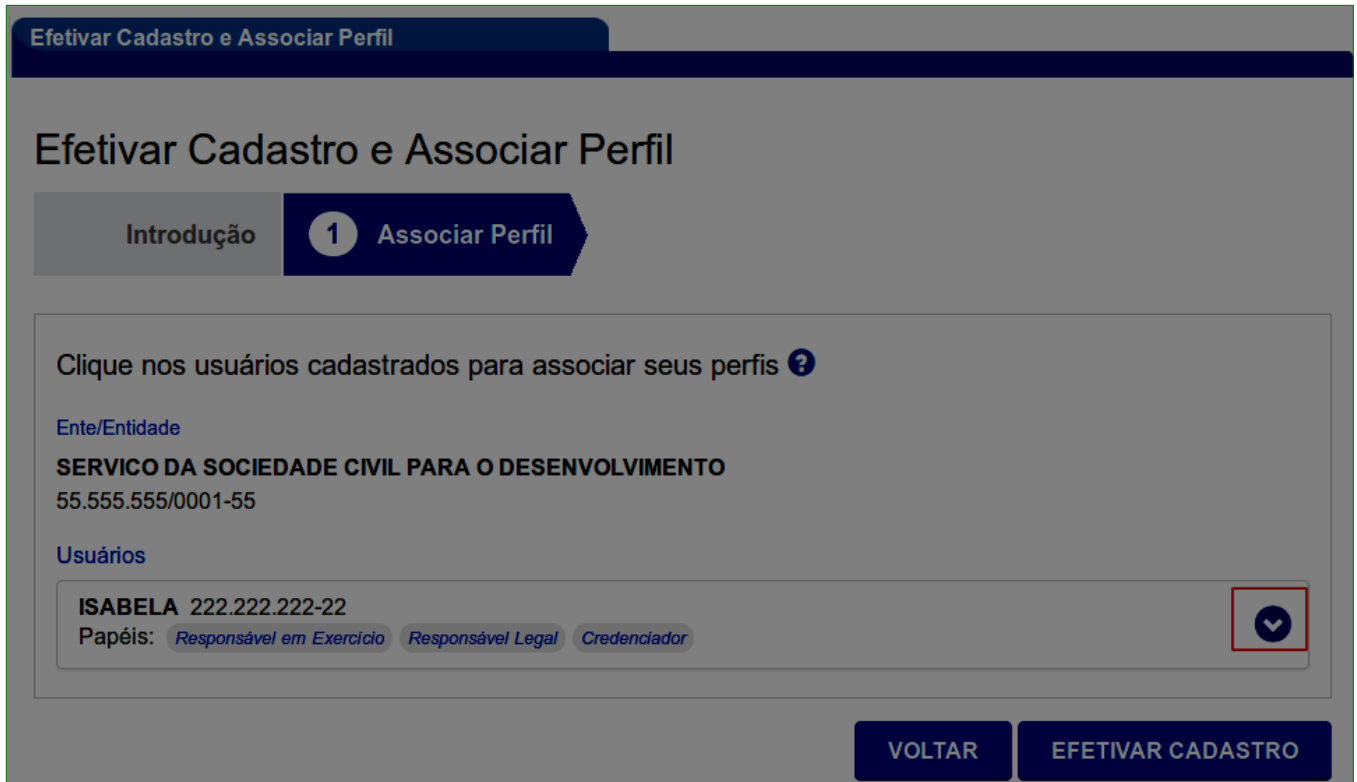 Efetivar Cadastro e Associar Perfil
Efetivar Cadastro e Associar Perfil
Introdução
1 Associar Perfil
Clique nos usuários cadastrados para associar seus perfis ?
Ente/Entidade
SERVICO DA SOCIEDADE CIVIL PARA O DESENVOLVIMENTO
55.555.555/0001-55
Usuários
ISABELA 222.222.222-22
Papéis: Responsável em Exercício Responsável Legal Credenciador
VOLTAR EFETIVAR CADASTRO